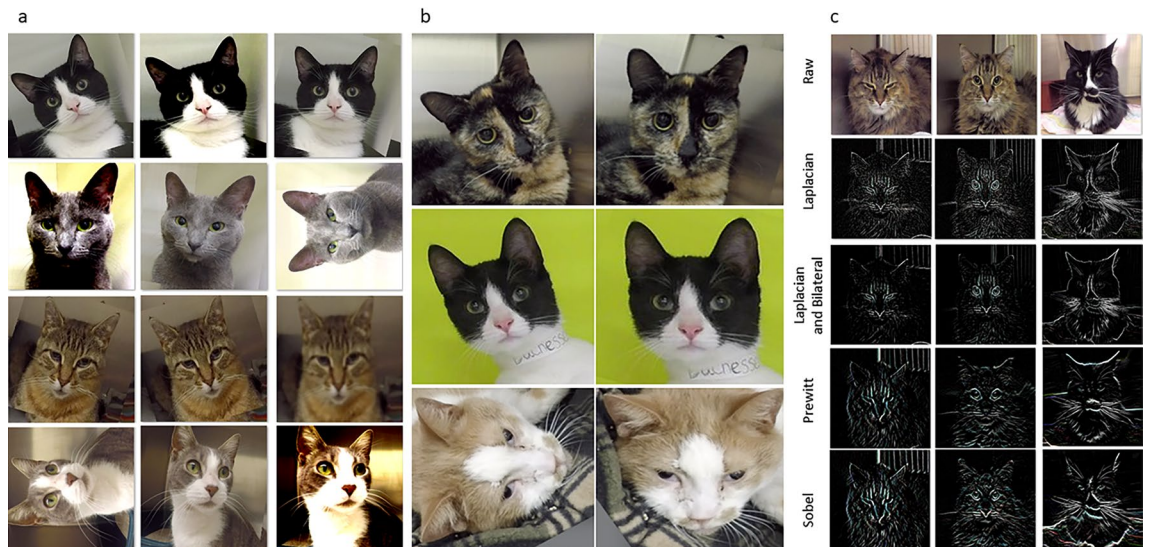 a
b
c
Raw
Laplacian
Laplacian
and Bilateral
Prewitt
Sobel